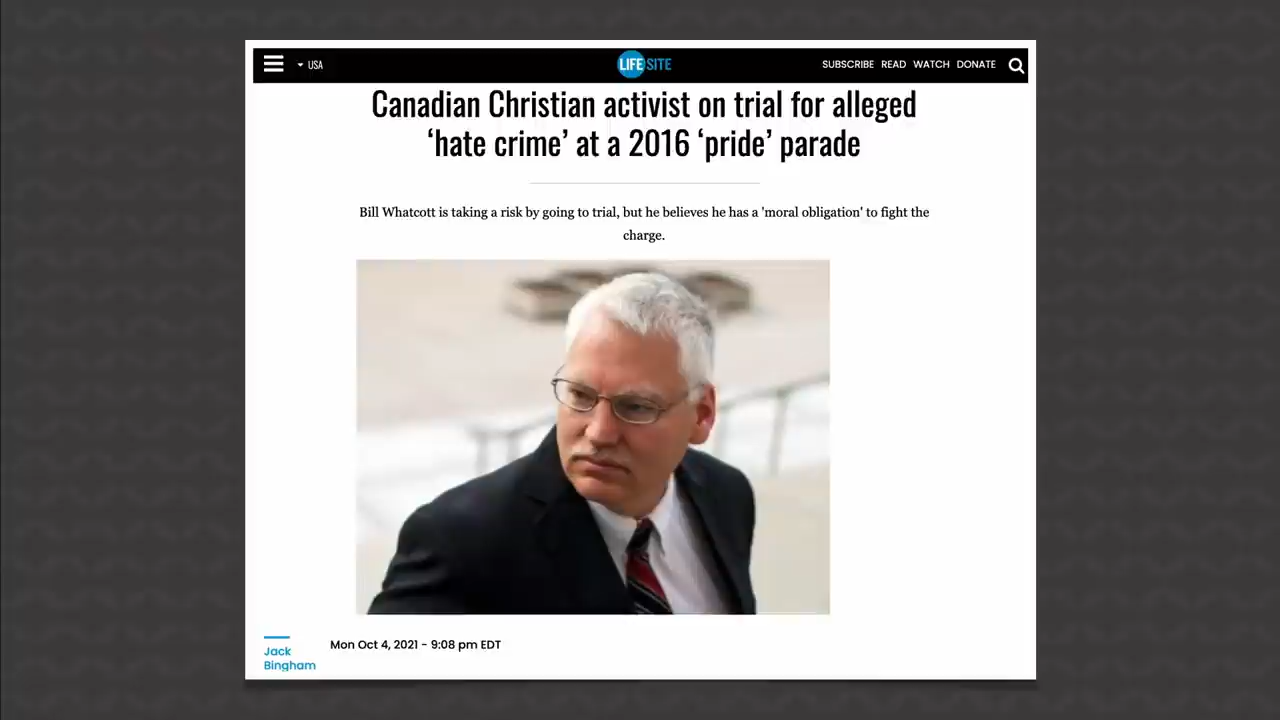 USA
LIFESITE
SUBSCRIBE READ WATCH DONATE
Canadian Christian activist on trial for alleged
‘hate crime’ at a 2016 ‘pride’ parade
Bill Whatcott is taking a risk by going to trial, but he believes he has a 'moral obligation' to fight the
charge.
Mon Oct 4, 2021 - 9:08 pm EDT
Jack
Bingham